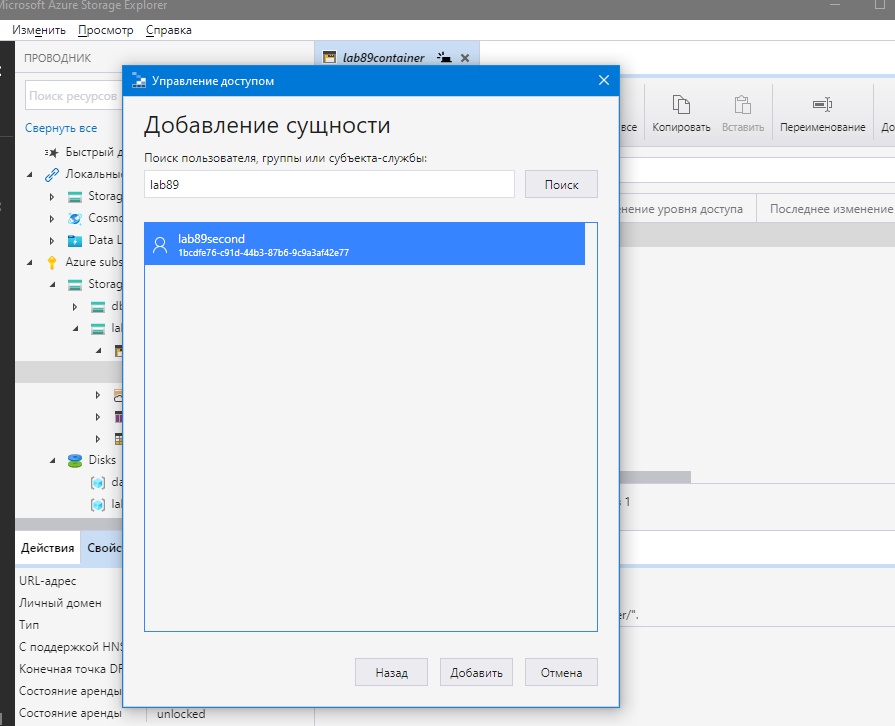 Microsoft Azure Storage Explorer
Изменить Просмотр Справка
ПРОВОДНИК
lab89container
Поиск ресурсов
Свернуть все
Быстрый д
Локальны
Storag
Cosmo
Data L
Azure subs
Storag
db
la
Disks
da
la
Действия Свойс
URL-адрес
Личный домен
Тип
С поддержкой HNS
Конечная точка DF
Состояние аренды
Состояние аренды unlocked
Управление доступом
Добавление сущности
Поиск пользователя, группы или субъекта-службы:
lab89
Поиск
lab89second
1bcdfe76-c91d-44b3-87b6-9c9a3af42e77
Назад Добавить Отмена
все Копировать Вставить Переименование До
нение уровня доступа Последнее изменение
1
er/".